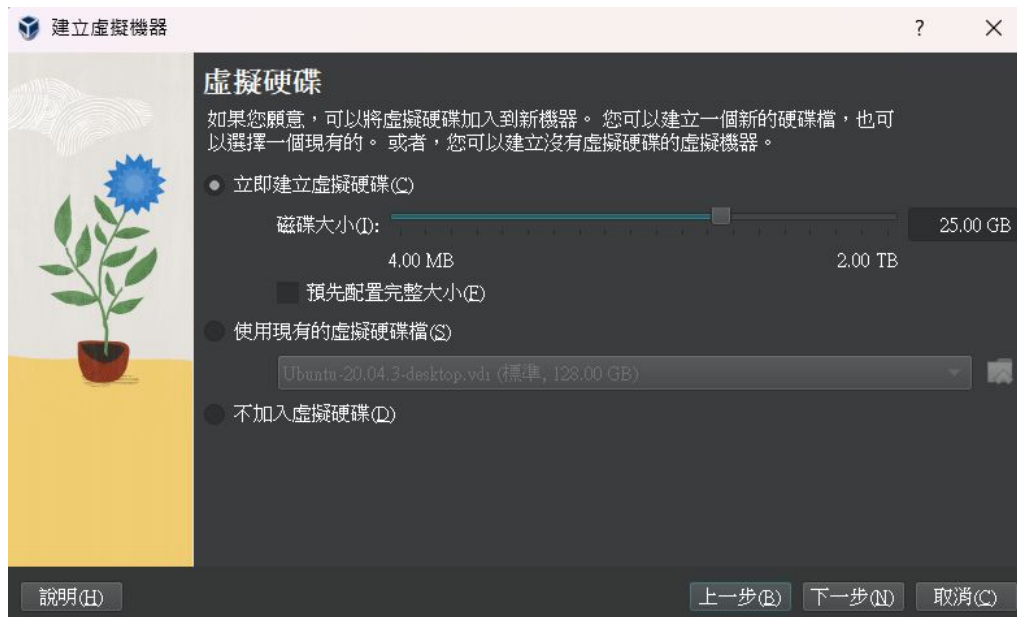 建立虛擬機器
?
虛擬硬碟
如果您願意，可以將虛擬硬碟加入到新機器。 您可以建立一個新的硬碟檔，也可
以選擇一個現有的。 或者，您可以建立沒有虛擬硬碟的虛擬機器。
立即建立虛擬硬碟(C)
磁碟大小(I): 25.00 GB
4.00 MB 2.00 TB
預先配置完整大小(F)
使用現有的虛擬硬碟檔(S)
Ubuntu-20.04.3-desktop.vdi (標準, 128.00 GB)
不加入虛擬硬碟(D)
說明(H) 上一步(B) 下一步(N) 取消(C)